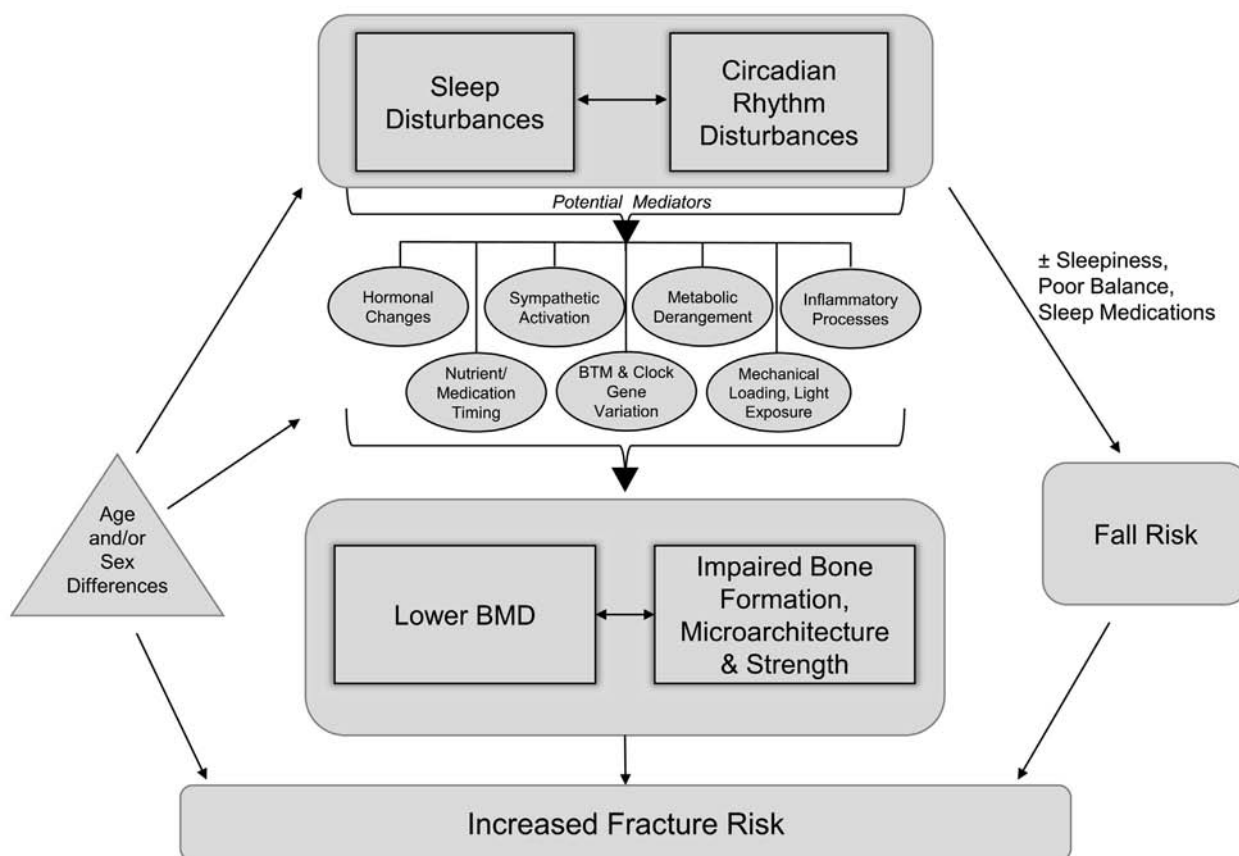 Sleep
Disturbances
Circadian
Rhythm
Disturbances
Potential Mediators
Hormonal
Changes
Sympathetic
Activation
Metabolic
Derangement
Inflammatory
Processes
Nutrient/
Medication
Timing
BTM & Clock
Gene
Variation
Mechanical
Loading, Light
Exposure
± Sleepiness,
Poor Balance,
Sleep Medications
Age
and/or
Sex
Differences
Lower BMD
Impaired Bone
Formation,
Microarchitecture
& Strength
Fall Risk
Increased Fracture Risk